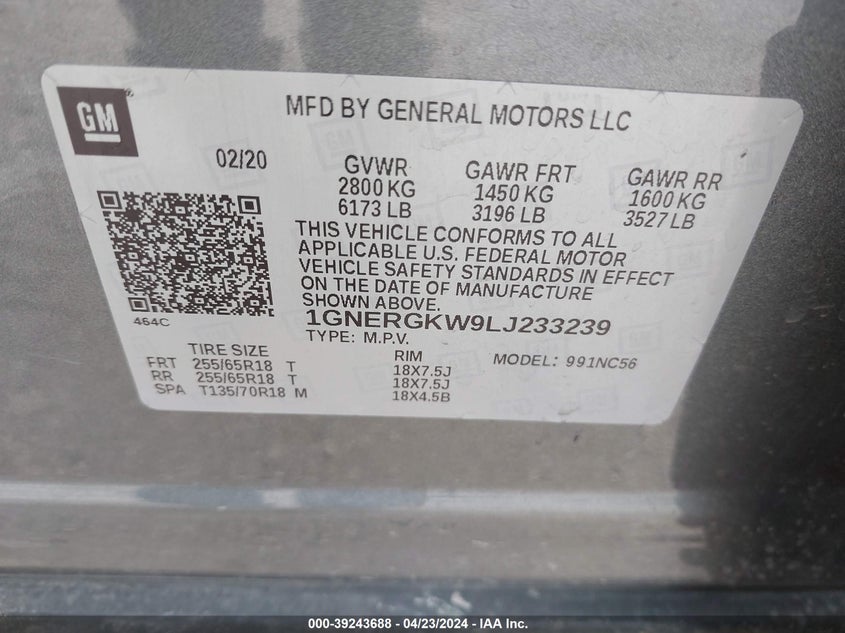 GM
MFD BY GENERAL MOTORS LLC
02/20
GVWR GAWR FRT GAWR RR
2800 KG 1450 KG 1600 KG
6173 LB 3196 LB 3527 LB
THIS VEHICLE CONFORMS TO ALL
APPLICABLE U.S. FEDERAL MOTOR
VEHICLE SAFETY STANDARDS IN EFFECT
ON THE DATE OF MANUFACTURE
SHOWN ABOVE.
464C
1GNERGKW9LJ233239
TYPE: M.P.V.
TIRE SIZE RIM MODEL: 991NC56
FRT 255/65R18 T 18X7.5J
RR 255/65R18 T 18X7.5J
SPA T135/70R18 M 18X4.5B
000-39243688 - 04/23/2024 - IAA Inc.